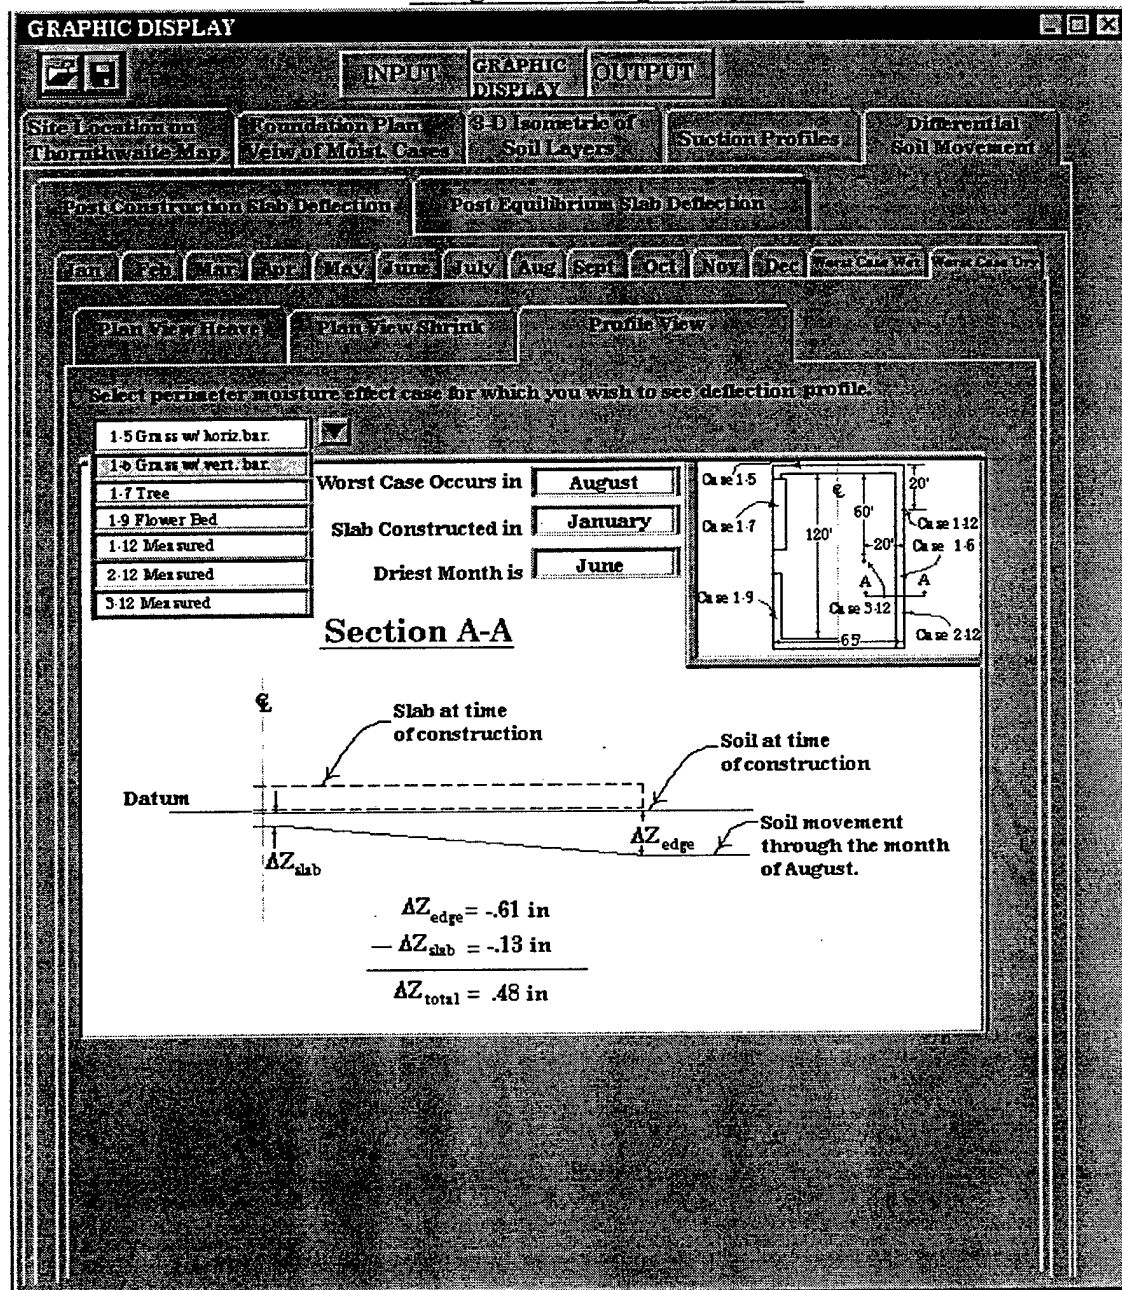 GRAPHIC DISPLAY
INPUT
GRAPHIC
DISPLAY
OUTPUT
Site Location on
Thornthwaite Map
Foundation Plan
Veiw of Moist. Cases
3-D Isometric of
Soil Layers
Suction Profiles
Differential
Soil Movement
Post Construction Slab Deflection
Post Equilibrium Slab Deflection
Jan Feb Mar Apr May June July Aug Sept Oct Nov Dec Worst Case Wet Worst Case Dry
Plan View Heave
Plan View Shrink
Profile View
Select perimeter moisture effect case for which you wish to see deflection profile.
1-5 Grass w/ horiz.bar.
1-6 Grass w/ vert. bar.
1-7 Tree
1-9 Flower Bed
1-12 Measured
2-12 Measured
3-12 Measured
Worst Case Occurs in August
Slab Constructed in January
Driest Month is June
Case 1-5
Case 1-7
Case 1-9
120'
60'
20'
20'
Case 1-12
Case 1-6
A A
Case 3-12
Case 2-12
65'
Section A-A
℄
Slab at time
of construction
Soil at time
of construction
Datum
ΔZedge
Soil movement
through the month
of August.
ΔZslab
ΔZedge = -.61 in
— ΔZslab = -.13 in
ΔZtotal = .48 in